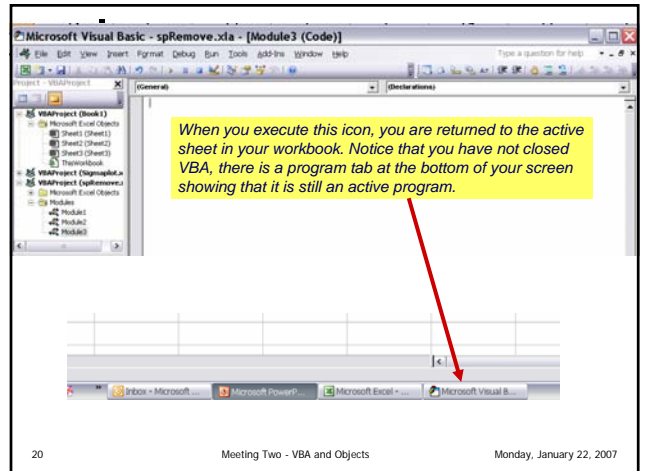 Microsoft Visual Basic - spRemove.xla - [Module3 (Code)]
File Edit View Insert Format Debug Run Tools Add-Ins Window Help Type a question for help
Project - VBAProject
(General) (Declarations)
VBAProject (Book1)
Microsoft Excel Objects
Sheet1 (Sheet1)
Sheet2 (Sheet2)
Sheet3 (Sheet3)
ThisWorkbook
VBAProject (Sigmaplot.x
VBAProject (spRemove.x
Microsoft Excel Objects
Modules
Module1
Module2
Module3
When you execute this icon, you are returned to the active
sheet in your workbook. Notice that you have not closed
VBA, there is a program tab at the bottom of your screen
showing that it is still an active program.
Inbox - Microsoft ... Microsoft PowerP... Microsoft Excel - ... Microsoft Visual B...
20 Meeting Two - VBA and Objects Monday, January 22, 2007